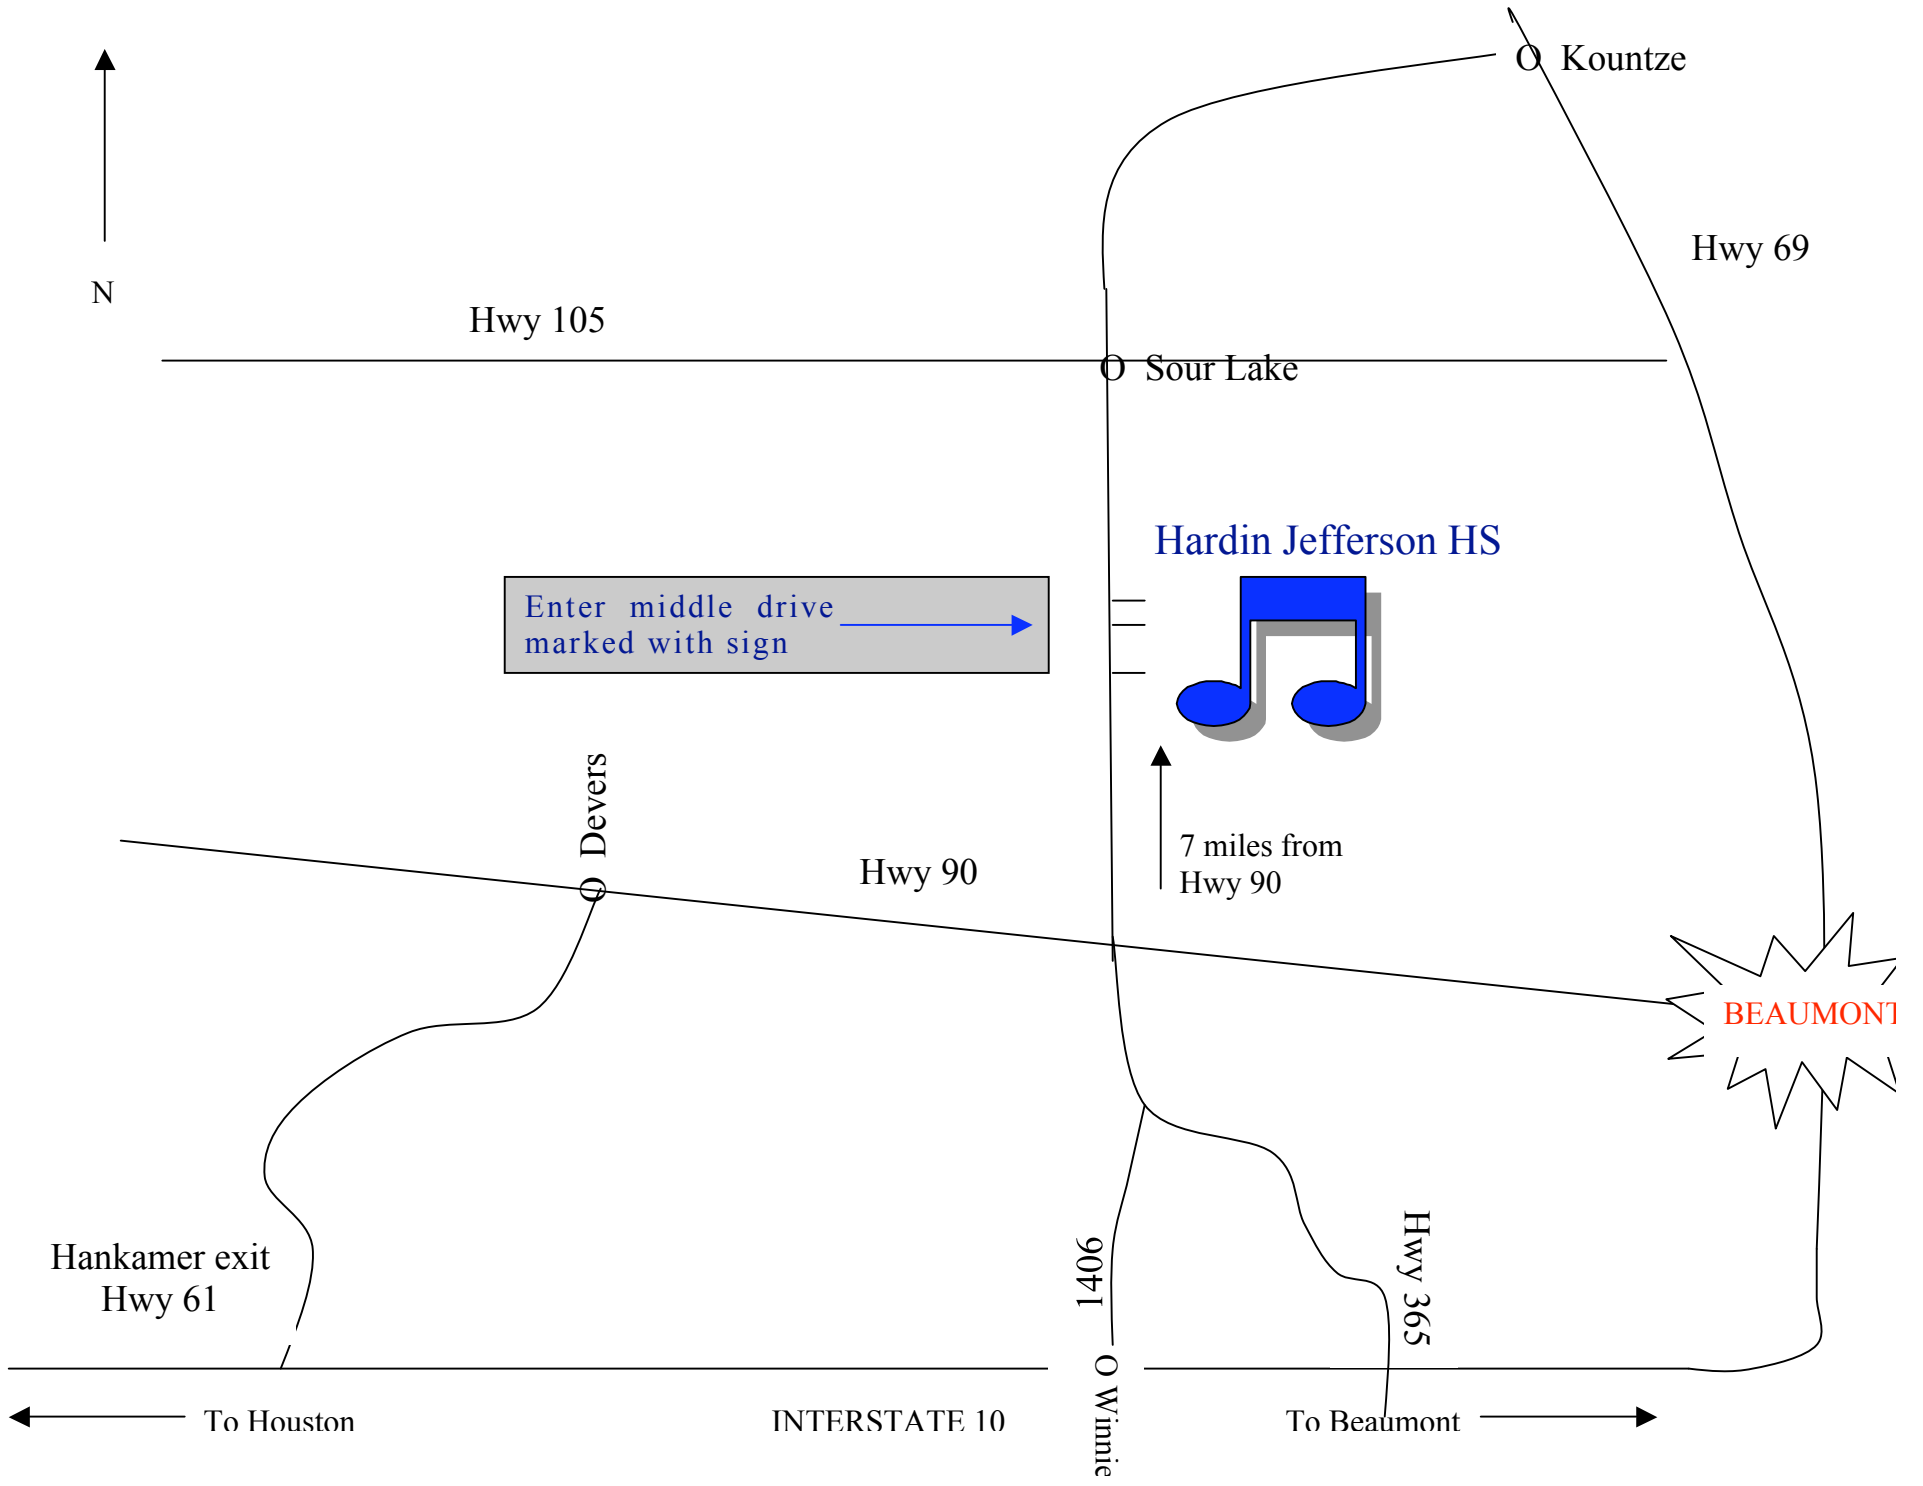 O Kountze
Hwy 69
N
Hwy 105
O Sour Lake
Hardin Jefferson HS
Enter middle drive
marked with sign
O Devers
Hwy 90
7 miles from
Hwy 90
BEAUMONT
Hankamer exit
Hwy 61
1406
Hwy 365
O Winnie
To Houston
INTERSTATE 10
To Beaumont